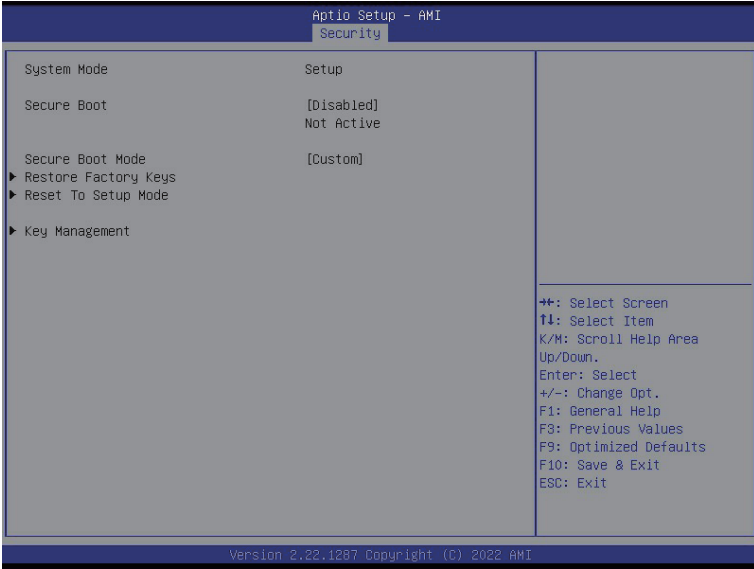 Aptio Setup – AMI
Security
System Mode Setup
Secure Boot [Disabled]
Not Active
Secure Boot Mode [Custom]
▶ Restore Factory Keys
▶ Reset To Setup Mode
▶ Key Management
→←: Select Screen
↑↓: Select Item
K/M: Scroll Help Area
Up/Down.
Enter: Select
+/-: Change Opt.
F1: General Help
F3: Previous Values
F9: Optimized Defaults
F10: Save & Exit
ESC: Exit
Version 2.22.1287 Copyright (C) 2022 AMI